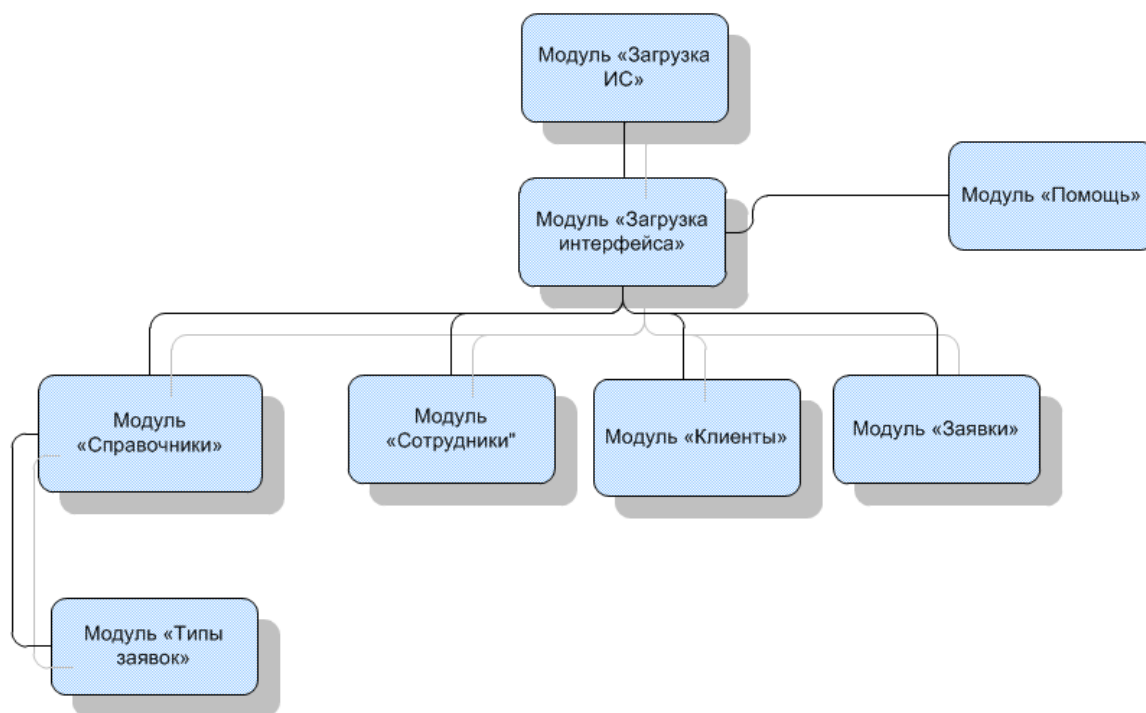 Модуль «Загрузка
ИС»
Модуль «Помощь»
Модуль «Загрузка
интерфейса»
Модуль
«Справочники»
Модуль
«Сотрудники"
Модуль «Клиенты»
Модуль «Заявки»
Модуль «Типы
заявок»